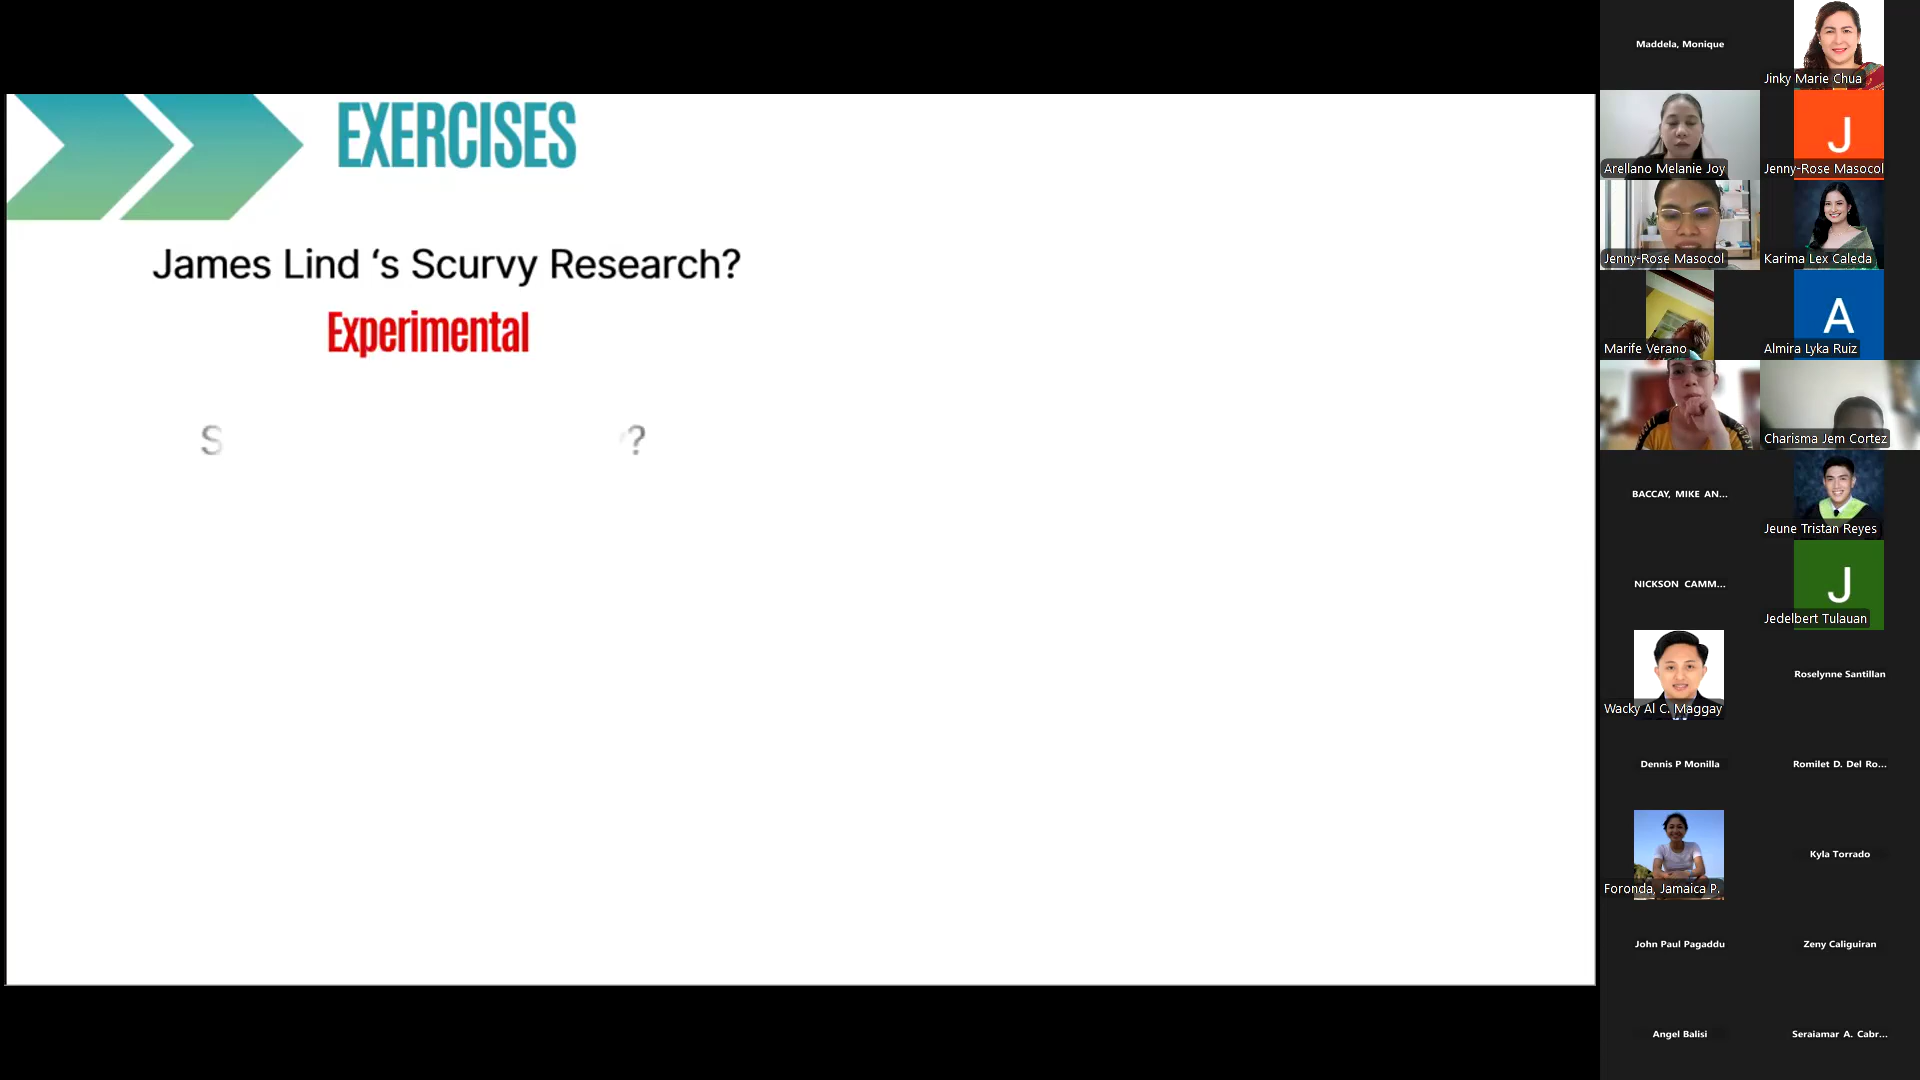 EXERCISES
James Lind ‘s Scurvy Research?
Experimental
S ?
Maddela, Monique
Jinky Marie Chua
Arellano Melanie Joy
J
Jenny-Rose Masocol
Jenny-Rose Masocol
Karima Lex Caleda
Marife Verano
A
Almira Lyka Ruiz
Charisma Jem Cortez
BACCAY, MIKE AN...
Jeune Tristan Reyes
NICKSON CAMM...
J
Jedelbert Tulauan
Wacky Al C. Maggay
Roselynne Santillan
Dennis P Monilla
Romilet D. Del Ro...
Foronda, Jamaica P.
Kyla Torrado
John Paul Pagaddu
Zeny Caliguiran
Angel Balisi
Seraiamar A. Cabr...